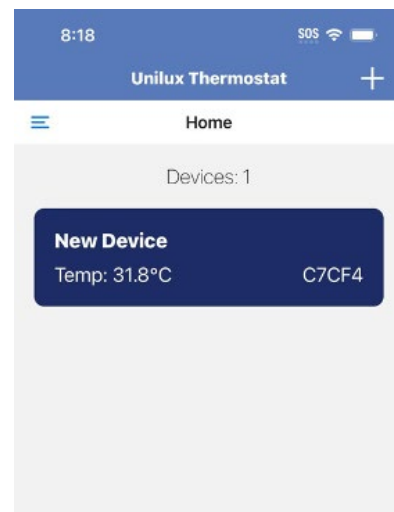 8:18 SOS
Unilux Thermostat +
Home
Devices: 1
New Device
Temp: 31.8°C C7CF4